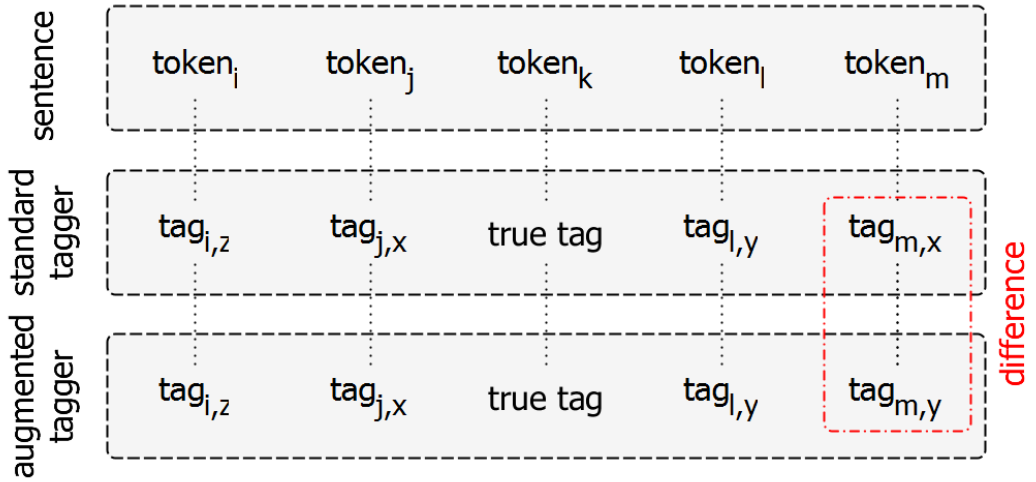 sentence
token_i token_j token_k token_l token_m
standard
tagger
tag_i,z tag_j,x true tag tag_l,y tag_m,x
augmented
tagger
tag_i,z tag_j,x true tag tag_l,y tag_m,y
difference